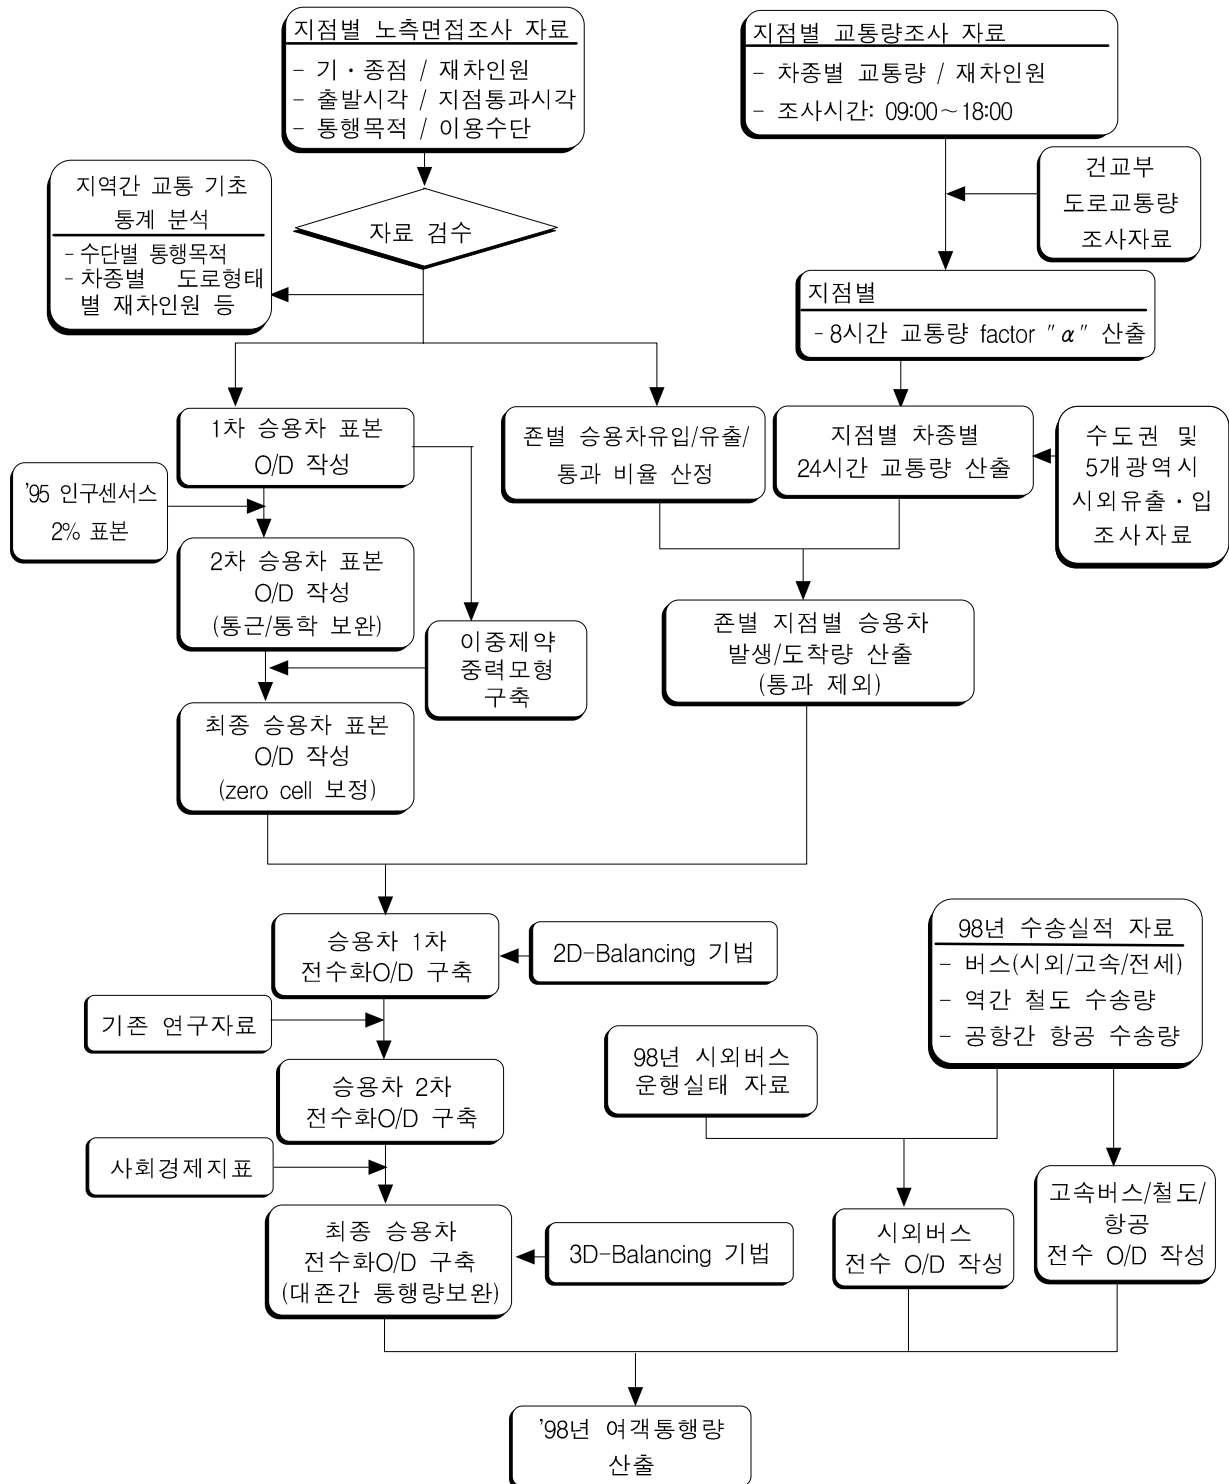 지점별 노측면접조사 자료
- 기・종점 / 재차인원
- 출발시각 / 지점통과시각
- 통행목적 / 이용수단
지점별 교통량조사 자료
- 차종별 교통량 / 재차인원
- 조사시간: 09:00~18:00
건교부
도로교통량
조사자료
지역간 교통 기초
통계 분석
- 수단별 통행목적
- 차종별 도로형태
별 재차인원 등
자료 검수
지점별
- 8시간 교통량 factor "α" 산출
1차 승용차 표본
O/D 작성
죤별 승용차유입/유출/
통과 비율 산정
지점별 차종별
24시간 교통량 산출
수도권 및
5개광역시
시외유출・입
조사자료
'95 인구센서스
2% 표본
2차 승용차 표본
O/D 작성
(통근/통학 보완)
이중제약
중력모형
구축
죤별 지점별 승용차
발생/도착량 산출
(통과 제외)
최종 승용차 표본
O/D 작성
(zero cell 보정)
승용차 1차
전수화O/D 구축
2D-Balancing 기법
98년 수송실적 자료
- 버스(시외/고속/전세)
- 역간 철도 수송량
- 공항간 항공 수송량
기존 연구자료
98년 시외버스
운행실태 자료
승용차 2차
전수화O/D 구축
사회경제지표
최종 승용차
전수화O/D 구축
(대죤간 통행량보완)
3D-Balancing 기법
시외버스
전수 O/D 작성
고속버스/철도/
항공
전수 O/D 작성
'98년 여객통행량
산출